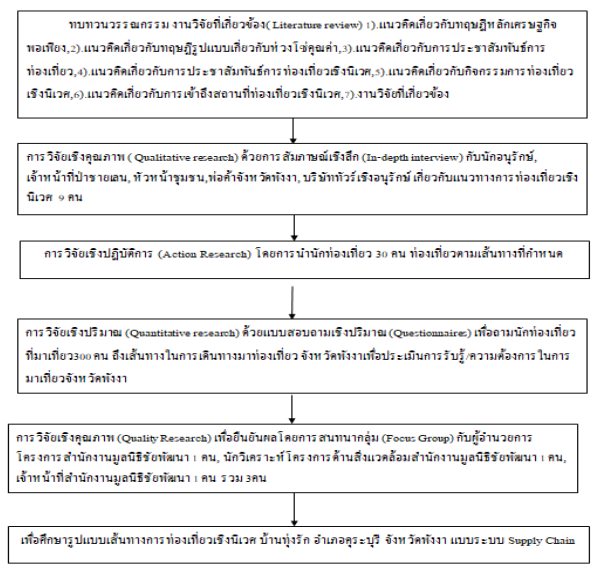 ทบทวนวรรณกรรม งานวิจัยที่เกี่ยวข้อง( Literature review) 1).แนวคิดเกี่ยวกับทฤษฎีหลักเศรษฐกิจ
พอเพียง,2).แนวคิดเกี่ยวกับทฤษฎีรูปแบบเกี่ยวกับห่วงโซ่คุณค่า,3).แนวคิดเกี่ยวกับการประชาสัมพันธ์การ
ท่องเที่ยว,4).แนวคิดเกี่ยวกับการประชาสัมพันธ์การท่องเที่ยวเชิงนิเวศ,5).แนวคิดเกี่ยวกับกิจกรรมการท่องเที่ยว
เชิงนิเวศ,6).แนวคิดเกี่ยวกับการเข้าถึงสถานที่ท่องเที่ยวเชิงนิเวศ,7).งานวิจัยที่เกี่ยวข้อง
การวิจัยเชิงคุณภาพ ( Qualitative research) ด้วยการสัมภาษณ์เชิงลึก (In-depth interview) กับนักอนุรักษ์,
เจ้าหน้าที่ป่าชายเลน, หัวหน้าชุมชน,พ่อค้าจังหวัดพังงา, บริษัททัวร์เชิงอนุรักษ์ เกี่ยวกับแนวทางการท่องเที่ยวเชิง
นิเวศ 9 คน
การวิจัยเชิงปฏิบัติการ (Action Research) โดยการนำนักท่องเที่ยว 30 คน ท่องเที่ยวตามเส้นทางที่กำหนด
การวิจัยเชิงปริมาณ (Quantitative research) ด้วยแบบสอบถามเชิงปริมาณ (Questionnaires) เพื่อถามนักท่องเที่ยว
ที่มาเที่ยว300 คน ถึงเส้นทางในการเดินทางมาท่องเที่ยว จังหวัดพังงาเพื่อประเมินการรับรู้/ความต้องการในการ
มาเที่ยวจังหวัดพังงา
การวิจัยเชิงคุณภาพ (Quality Research) เพื่อยืนยันผลโดยการสนทนากลุ่ม (Focus Group) กับผู้อำนวยการ
โครงการสำนักงานมูลนิธิชัยพัฒนา 1 คน, นักวิเคราะห์โครงการด้านสิ่งแวดล้อมสำนักงานมูลนิธิชัยพัฒนา 1 คน,
เจ้าหน้าที่สำนักงานมูลนิธิชัยพัฒนา 1 คน รวม 3คน
เพื่อศึกษารูปแบบเส้นทางการท่องเที่ยวเชิงนิเวศ บ้านทุ่งรัก อำเภอคุระบุรี จังหวัดพังงา แบบระบบ Supply Chain